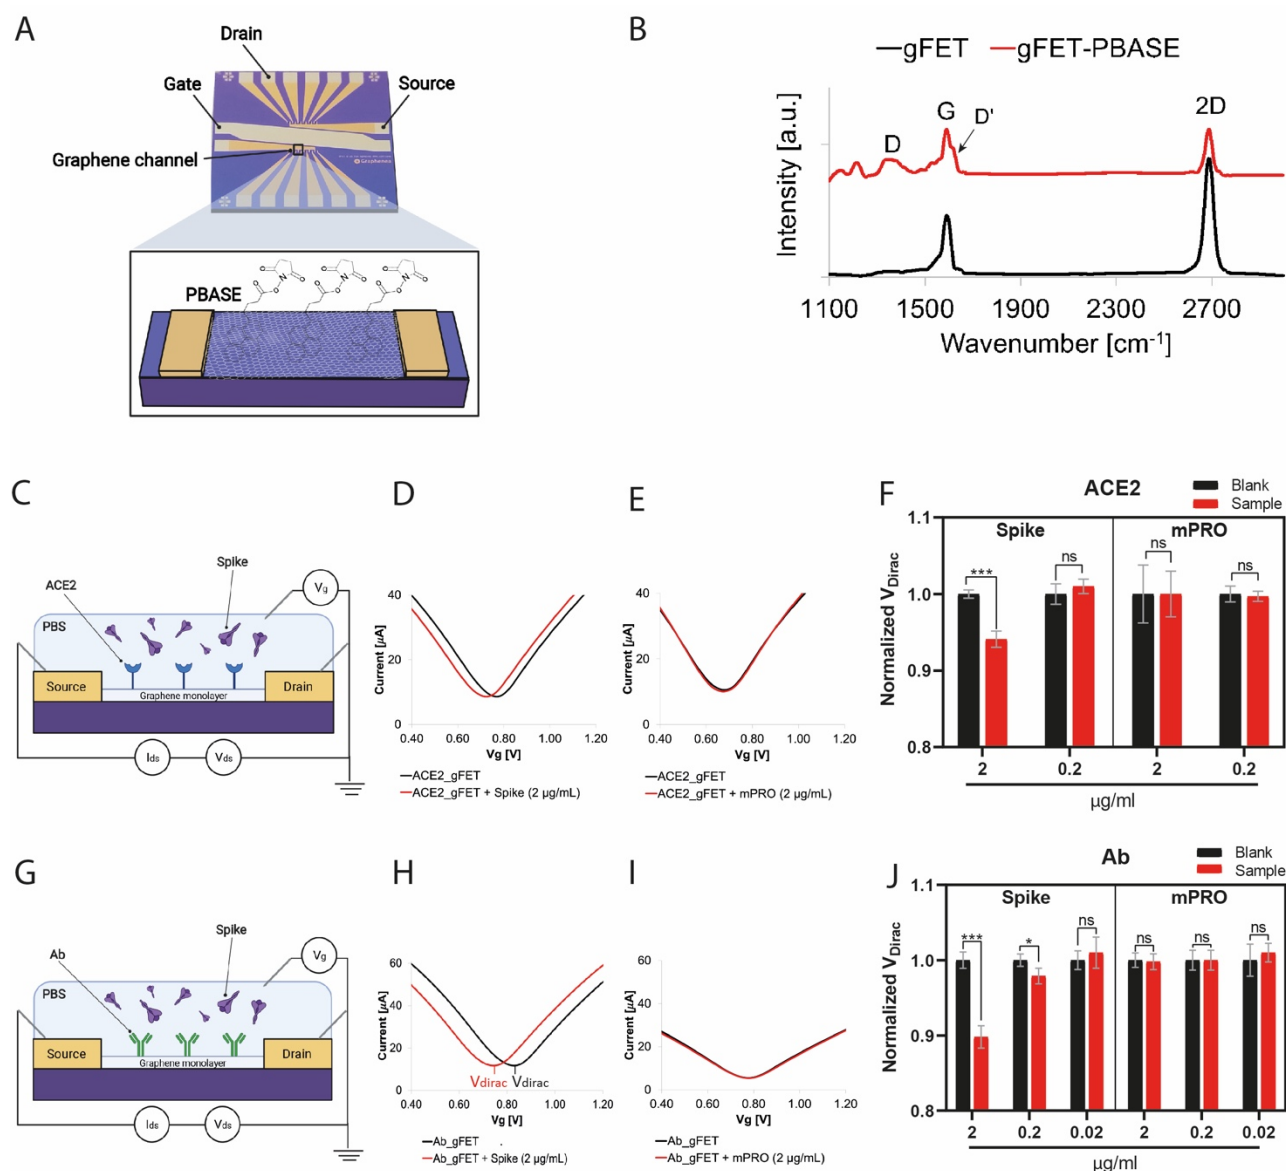 A
Drain
Gate
Source
Graphene channel
PBASE
B
gFET
gFET-PBASE
Intensity [a.u.]
D
G
D'
2D
1100 1500 1900 2300 2700
Wavenumber [cm⁻¹]
C
ACE2
Spike
Vg
PBS
Source
Graphene monolayer
Drain
Ids
Vds
D
Current [µA]
40
20
0
0.40 0.60 0.80 1.00 1.20
Vg [V]
ACE2_gFET
ACE2_gFET + Spike (2 µg/mL)
E
Current [µA]
40
20
0
0.40 0.60 0.80 1.00 1.20
Vg [V]
ACE2_gFET
ACE2_gFET + mPRO (2 µg/mL)
F
ACE2
Blank
Sample
Normalized VDirac
1.1
1.0
0.9
0.8
Spike
mPRO
***
ns
ns
ns
2 0.2 2 0.2
µg/ml
G
Ab
Spike
Vg
PBS
Source
Graphene monolayer
Drain
Ids
Vds
H
Current [µA]
60
40
20
0
Vdirac
Vdirac
0.40 0.60 0.80 1.00 1.20
Vg [V]
Ab_gFET
Ab_gFET + Spike (2 µg/mL)
I
Current [µA]
60
40
20
0
0.40 0.60 0.80 1.00 1.20
Vg [V]
Ab_gFET
Ab_gFET + mPRO (2 µg/mL)
J
Ab
Blank
Sample
Normalized VDirac
1.1
1.0
0.9
0.8
Spike
mPRO
***
*
ns
ns
ns
ns
2 0.2 0.02 2 0.2 0.02
µg/ml